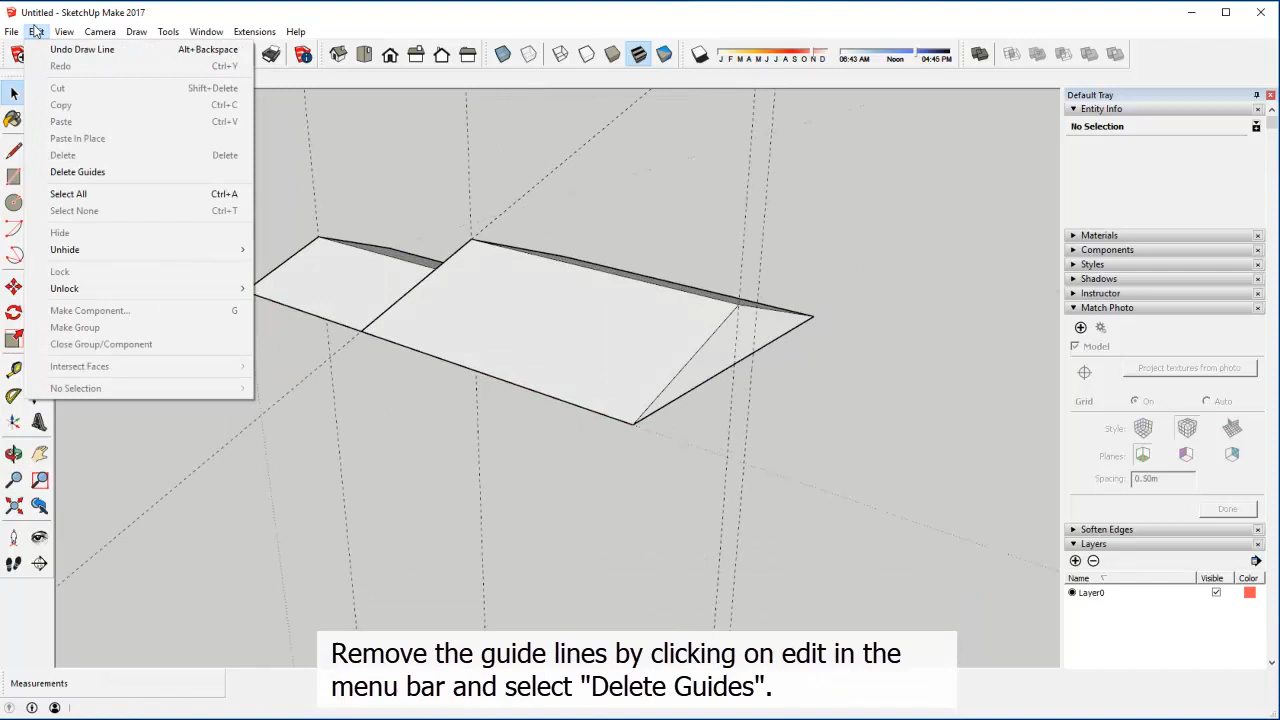 Untitled - SketchUp Make 2017
File Edit View Camera Draw Tools Window Extensions Help
Undo Draw Line Alt+Backspace
Redo Ctrl+Y
Cut Shift+Delete
Copy Ctrl+C
Paste Ctrl+V
Paste In Place
Delete Delete
Delete Guides
Select All Ctrl+A
Select None Ctrl+T
Hide
Unhide
Lock
Unlock
Make Component... G
Make Group
Close Group/Component
Intersect Faces
No Selection
J F M A M J J A S O N D
06:43 AM Noon 04:45 PM
Default Tray
Entity Info
No Selection
Materials
Components
Styles
Shadows
Instructor
Match Photo
Model
Project textures from photo
Grid On Auto
Style:
Planes:
Spacing: 0.50m
Done
Soften Edges
Layers
Name Visible Color
Layer0
Remove the guide lines by clicking on edit in the
menu bar and select "Delete Guides".
Measurements